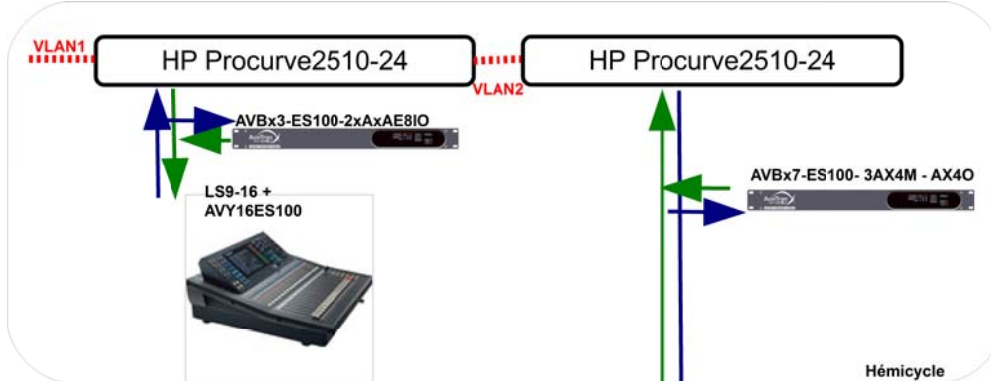 VLAN1
HP Procurve2510-24
HP Procurve2510-24
VLAN2
AVBx3-ES100-2xAxAE8IO
AVBx7-ES100- 3AX4M - AX4O
LS9-16 +
AVY16ES100
Hémicycle